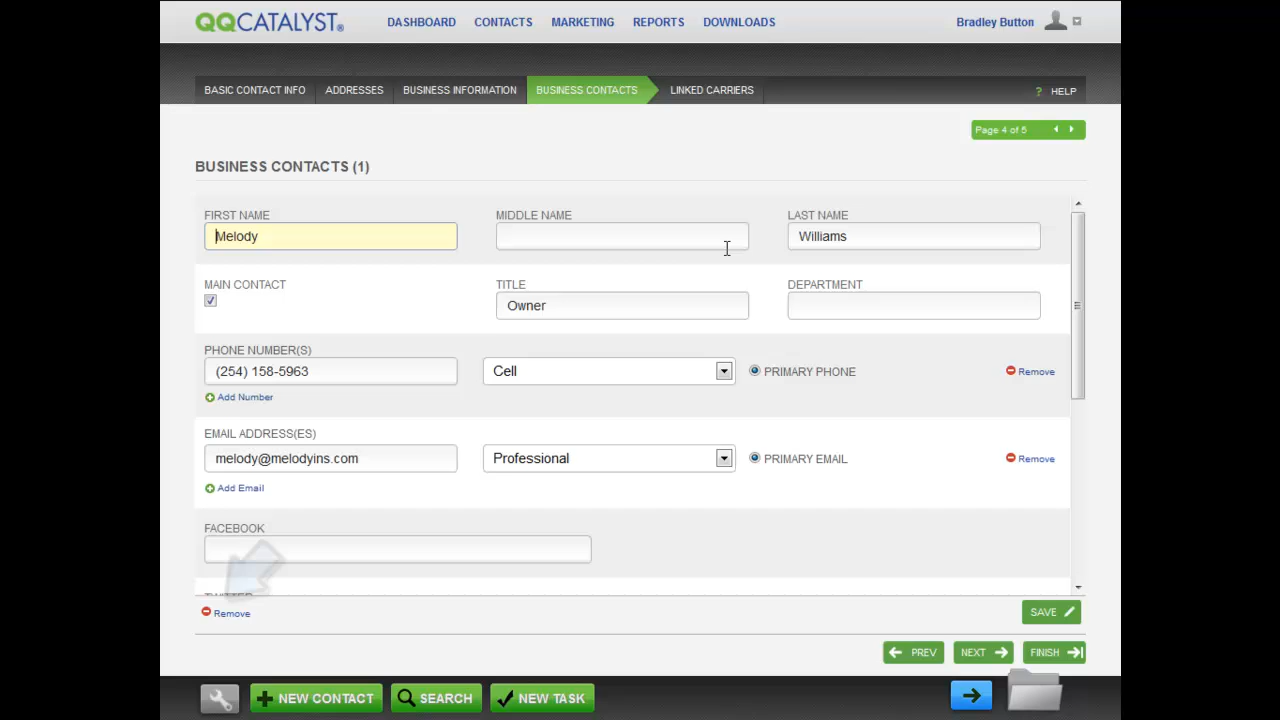 QQCATALYST®
DASHBOARD CONTACTS MARKETING REPORTS DOWNLOADS Bradley Button
BASIC CONTACT INFO ADDRESSES BUSINESS INFORMATION BUSINESS CONTACTS LINKED CARRIERS ? HELP
Page 4 of 5
BUSINESS CONTACTS (1)
FIRST NAME MIDDLE NAME LAST NAME
Melody Williams
MAIN CONTACT TITLE DEPARTMENT
Owner
PHONE NUMBER(S)
(254) 158-5963 Cell PRIMARY PHONE Remove
Add Number
EMAIL ADDRESS(ES)
melody@melodyins.com Professional PRIMARY EMAIL Remove
Add Email
FACEBOOK
TWITTER
Remove SAVE
PREV NEXT FINISH
NEW CONTACT SEARCH NEW TASK